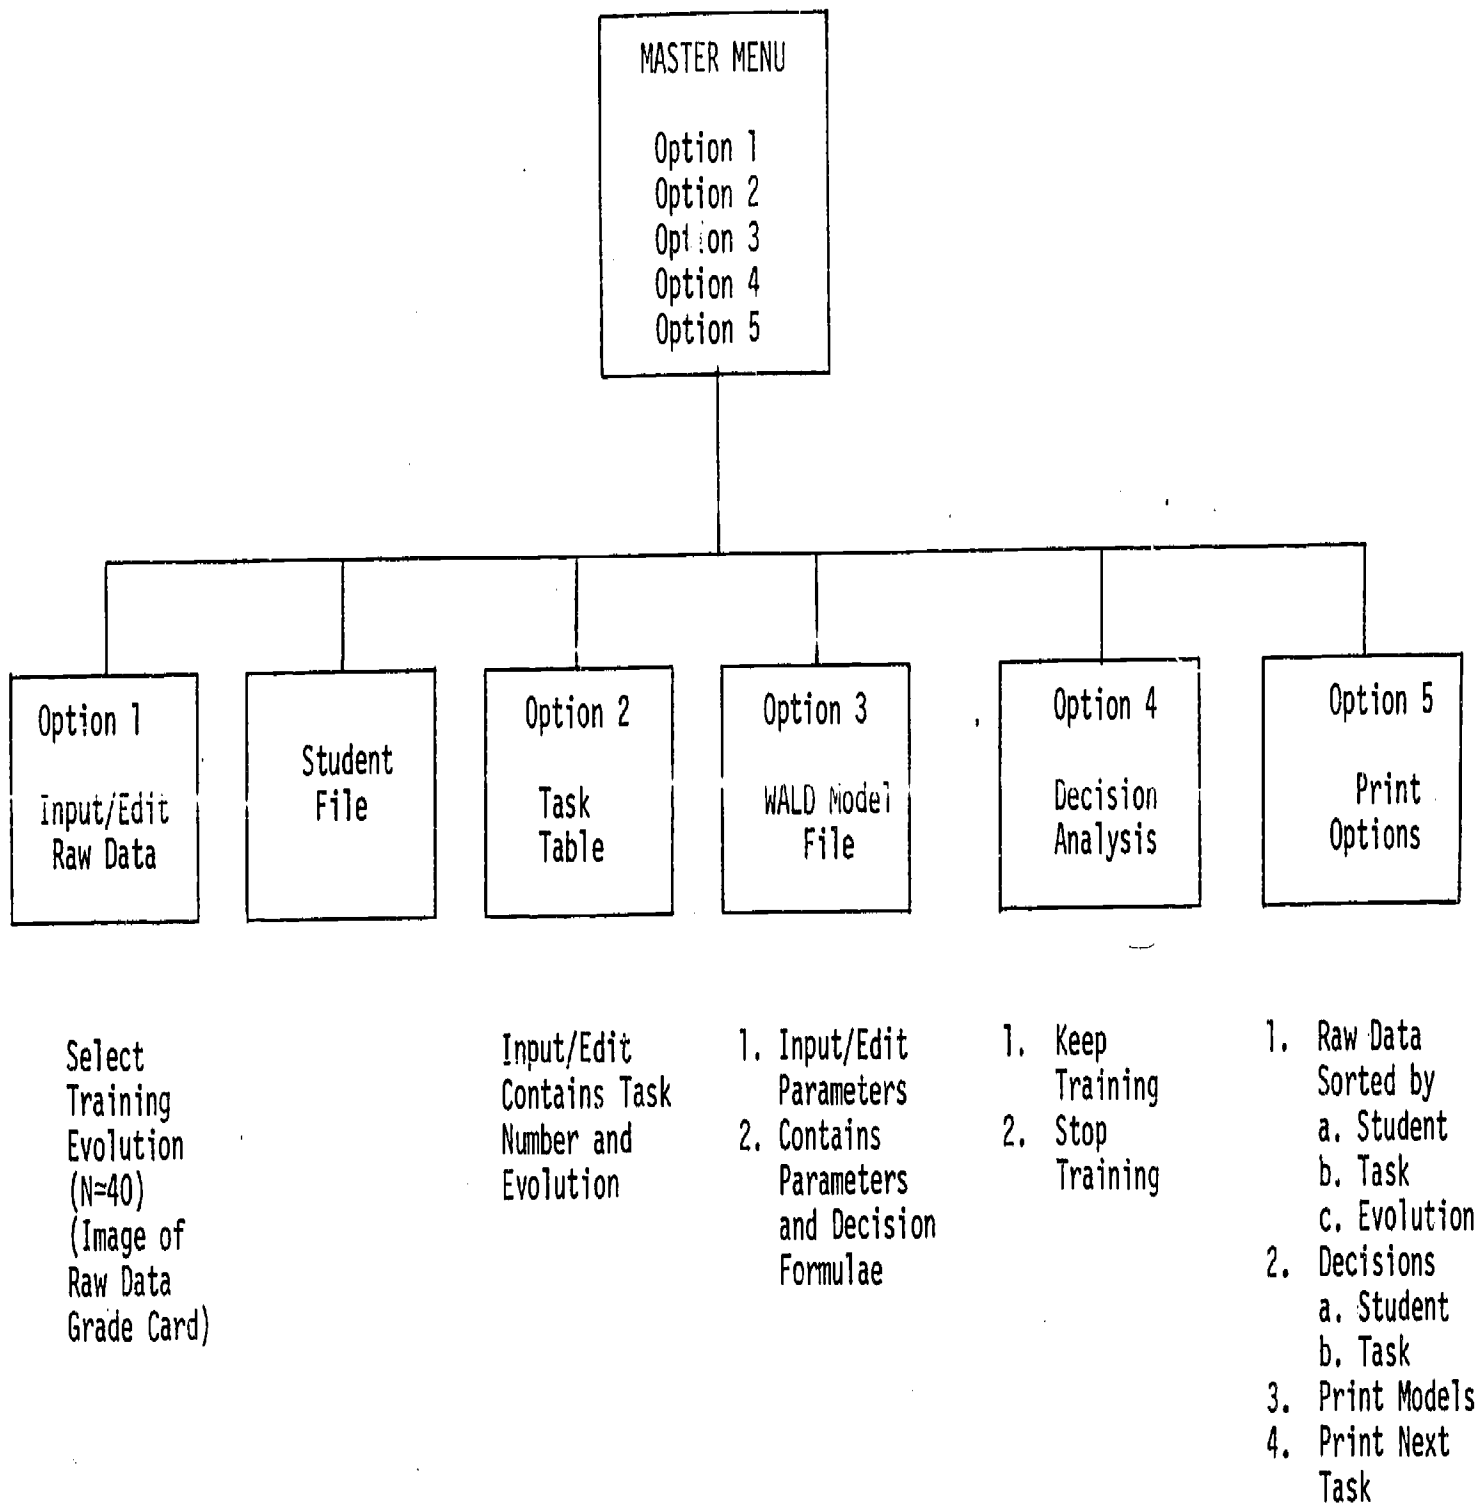 MASTER MENU
Option 1
Option 2
Option 3
Option 4
Option 5
Option 1
Input/Edit
Raw Data
Student
File
Option 2
Task
Table
Option 3
WALD Model
File
Option 4
Decision
Analysis
Option 5
Print
Options
Select
Training
Evolution
(N=40)
(Image of
Raw Data
Grade Card)
Input/Edit
Contains Task
Number and
Evolution
1. Input/Edit
Parameters
2. Contains
Parameters
and Decision
Formulae
1. Keep
Training
2. Stop
Training
1. Raw Data
Sorted by
a. Student
b. Task
c. Evolution
2. Decisions
a. Student
b. Task
3. Print Models
4. Print Next
Task